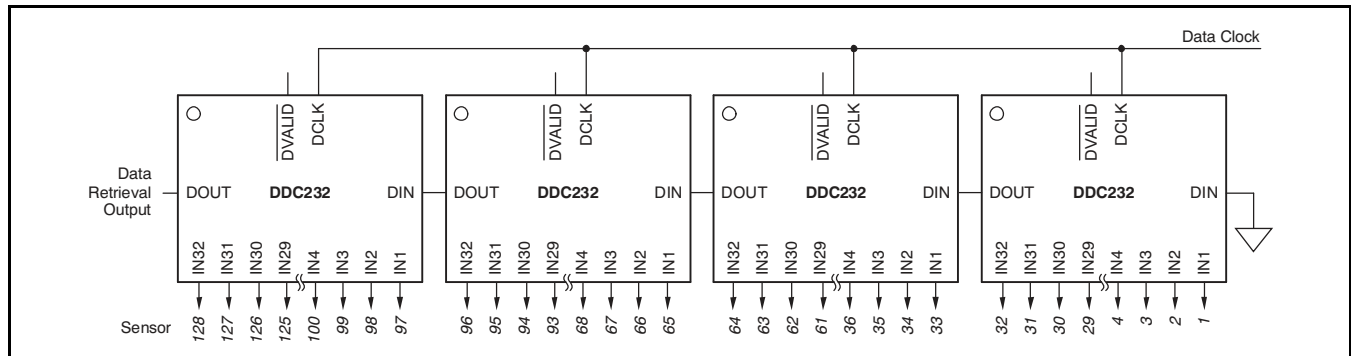 Data Clock
DVALID DCLK
DVALID DCLK
DVALID DCLK
DVALID DCLK
Data
Retrieval
Output
DOUT DDC232 DIN
DOUT DDC232 DIN
DOUT DDC232 DIN
DOUT DDC232 DIN
IN32 IN31 IN30 IN29 IN4 IN3 IN2 IN1
IN32 IN31 IN30 IN29 IN4 IN3 IN2 IN1
IN32 IN31 IN30 IN29 IN4 IN3 IN2 IN1
IN32 IN31 IN30 IN29 IN4 IN3 IN2 IN1
Sensor
128 127 126 125 100 99 98 97
96 95 94 93 68 67 66 65
64 63 62 61 36 35 34 33
32 31 30 29 4 3 2 1